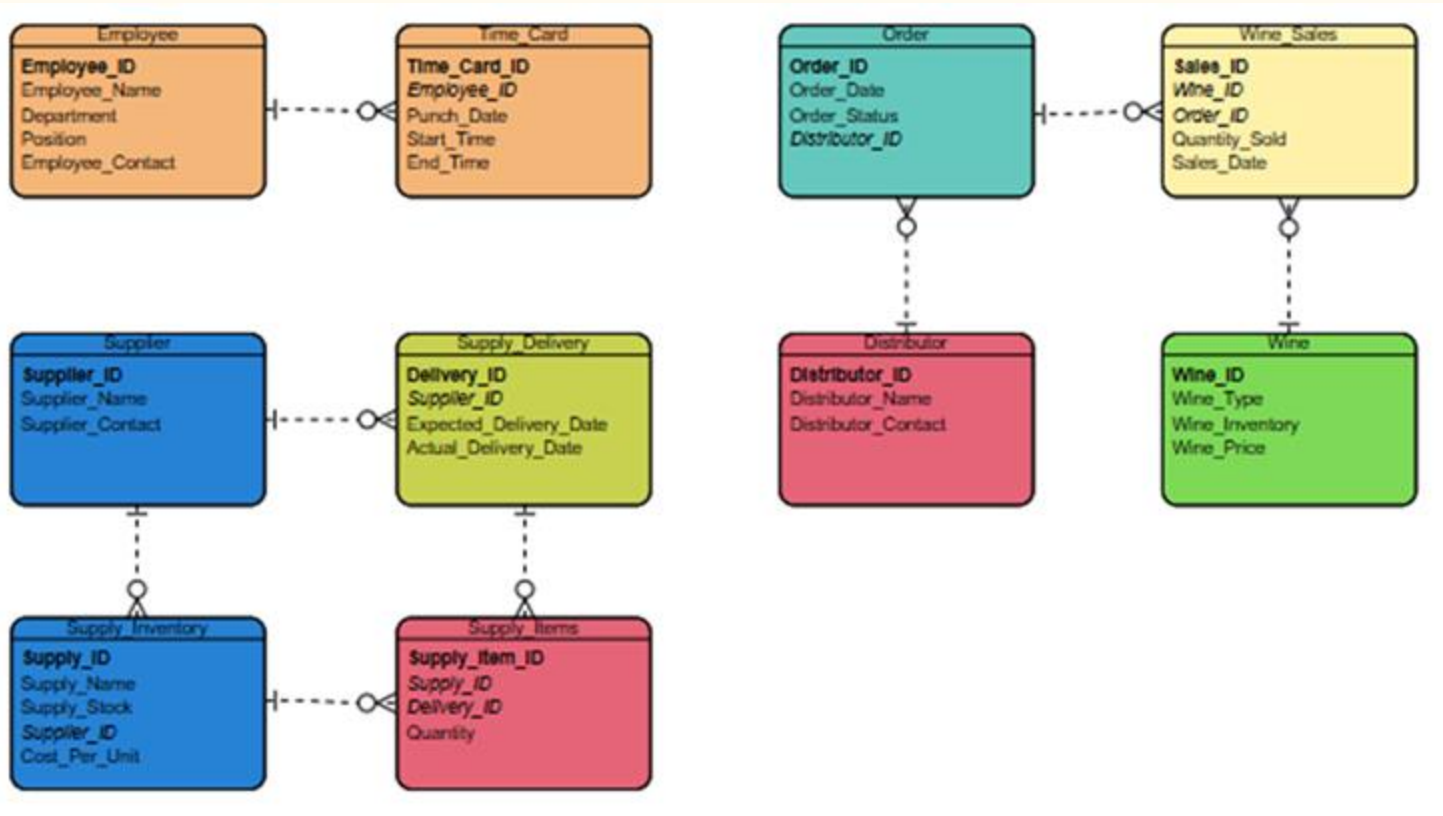 Employee
Employee_ID
Employee_Name
Department
Position
Employee_Contact
Time_Card
Time_Card_ID
Employee_ID
Punch_Date
Start_Time
End_Time
Order
Order_ID
Order_Date
Order_Status
Distributor_ID
Wine_Sales
Sales_ID
Wine_ID
Order_ID
Quantity_Sold
Sales_Date
Supplier
Supplier_ID
Supplier_Name
Supplier_Contact
Supply_Delivery
Delivery_ID
Supplier_ID
Expected_Delivery_Date
Actual_Delivery_Date
Distributor
Distributor_ID
Distributor_Name
Distributor_Contact
Wine
Wine_ID
Wine_Type
Wine_Inventory
Wine_Price
Supply_Inventory
Supply_ID
Supply_Name
Supply_Stock
Supplier_ID
Cost_Per_Unit
Supply_Items
Supply_Item_ID
Supply_ID
Delivery_ID
Quantity